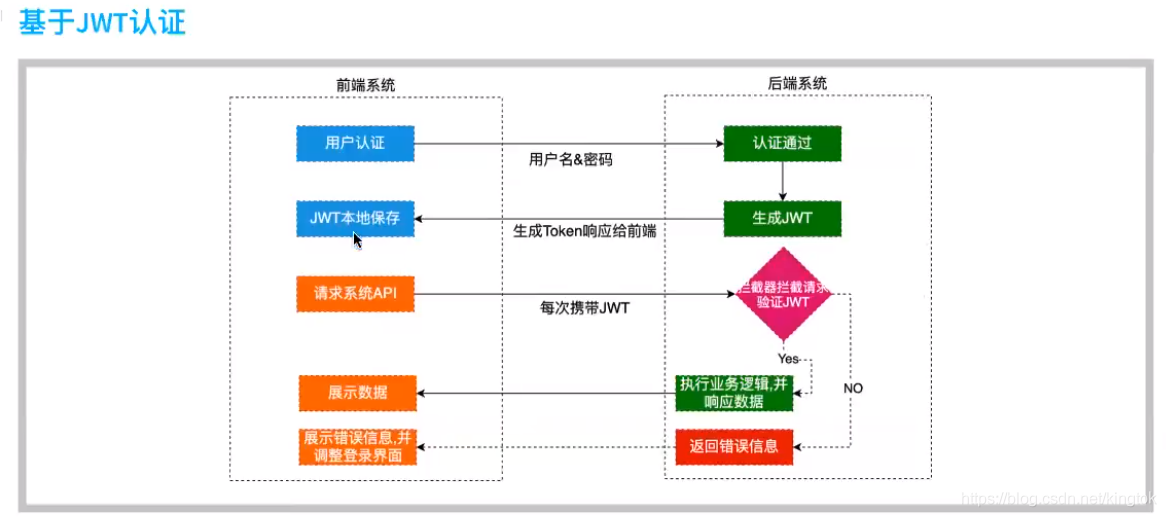 基于JWT认证
前端系统
后端系统
用户认证
用户名&密码
认证通过
JWT本地保存
生成Token响应给前端
生成JWT
请求系统API
每次携带JWT
拦截器拦截请求
验证JWT
Yes
NO
展示数据
执行业务逻辑,并
响应数据
展示错误信息,并
调整登录界面
返回错误信息
https://blog.csdn.net/kingtok